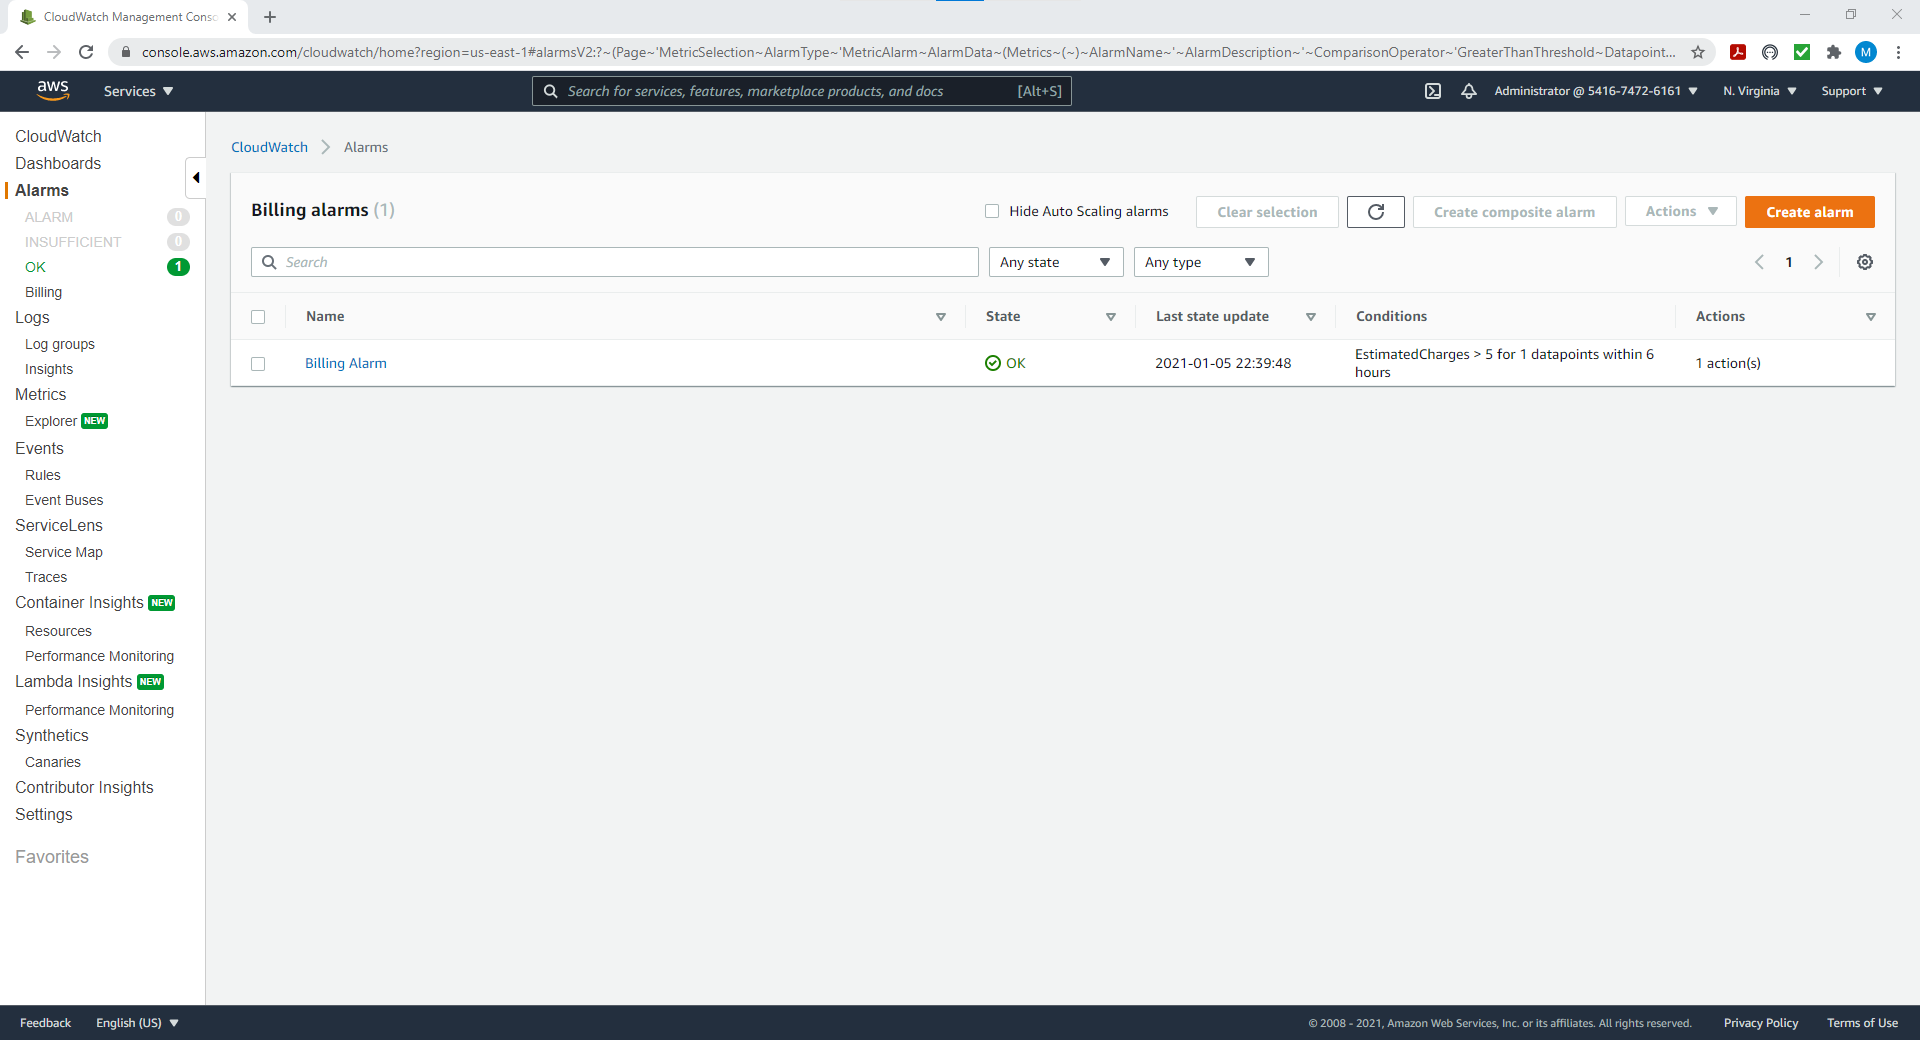 CloudWatch Management Conso
console.aws.amazon.com/cloudwatch/home?region=us-east-1#alarmsV2:?~(Page~'MetricSelection~AlarmType~'MetricAlarm~AlarmData~(Metrics~(~)~AlarmName~'~AlarmDescription~'~ComparisonOperator~'GreaterThanThreshold~Datapoint...
M
aws
Services
Search for services, features, marketplace products, and docs
[Alt+S]
Administrator @ 5416-7472-6161
N. Virginia
Support
CloudWatch
Dashboards
Alarms
ALARM 0
INSUFFICIENT 0
OK 1
Billing
Logs
Log groups
Insights
Metrics
Explorer NEW
Events
Rules
Event Buses
ServiceLens
Service Map
Traces
Container Insights NEW
Resources
Performance Monitoring
Lambda Insights NEW
Performance Monitoring
Synthetics
Canaries
Contributor Insights
Settings
Favorites
CloudWatch > Alarms
Billing alarms (1)
Hide Auto Scaling alarms
Clear selection
Create composite alarm
Actions
Create alarm
Search
Any state
Any type
1
Name State Last state update Conditions Actions
Billing Alarm OK 2021-01-05 22:39:48 EstimatedCharges > 5 for 1 datapoints within 6
hours
1 action(s)
Feedback
English (US)
© 2008 - 2021, Amazon Web Services, Inc. or its affiliates. All rights reserved.
Privacy Policy
Terms of Use